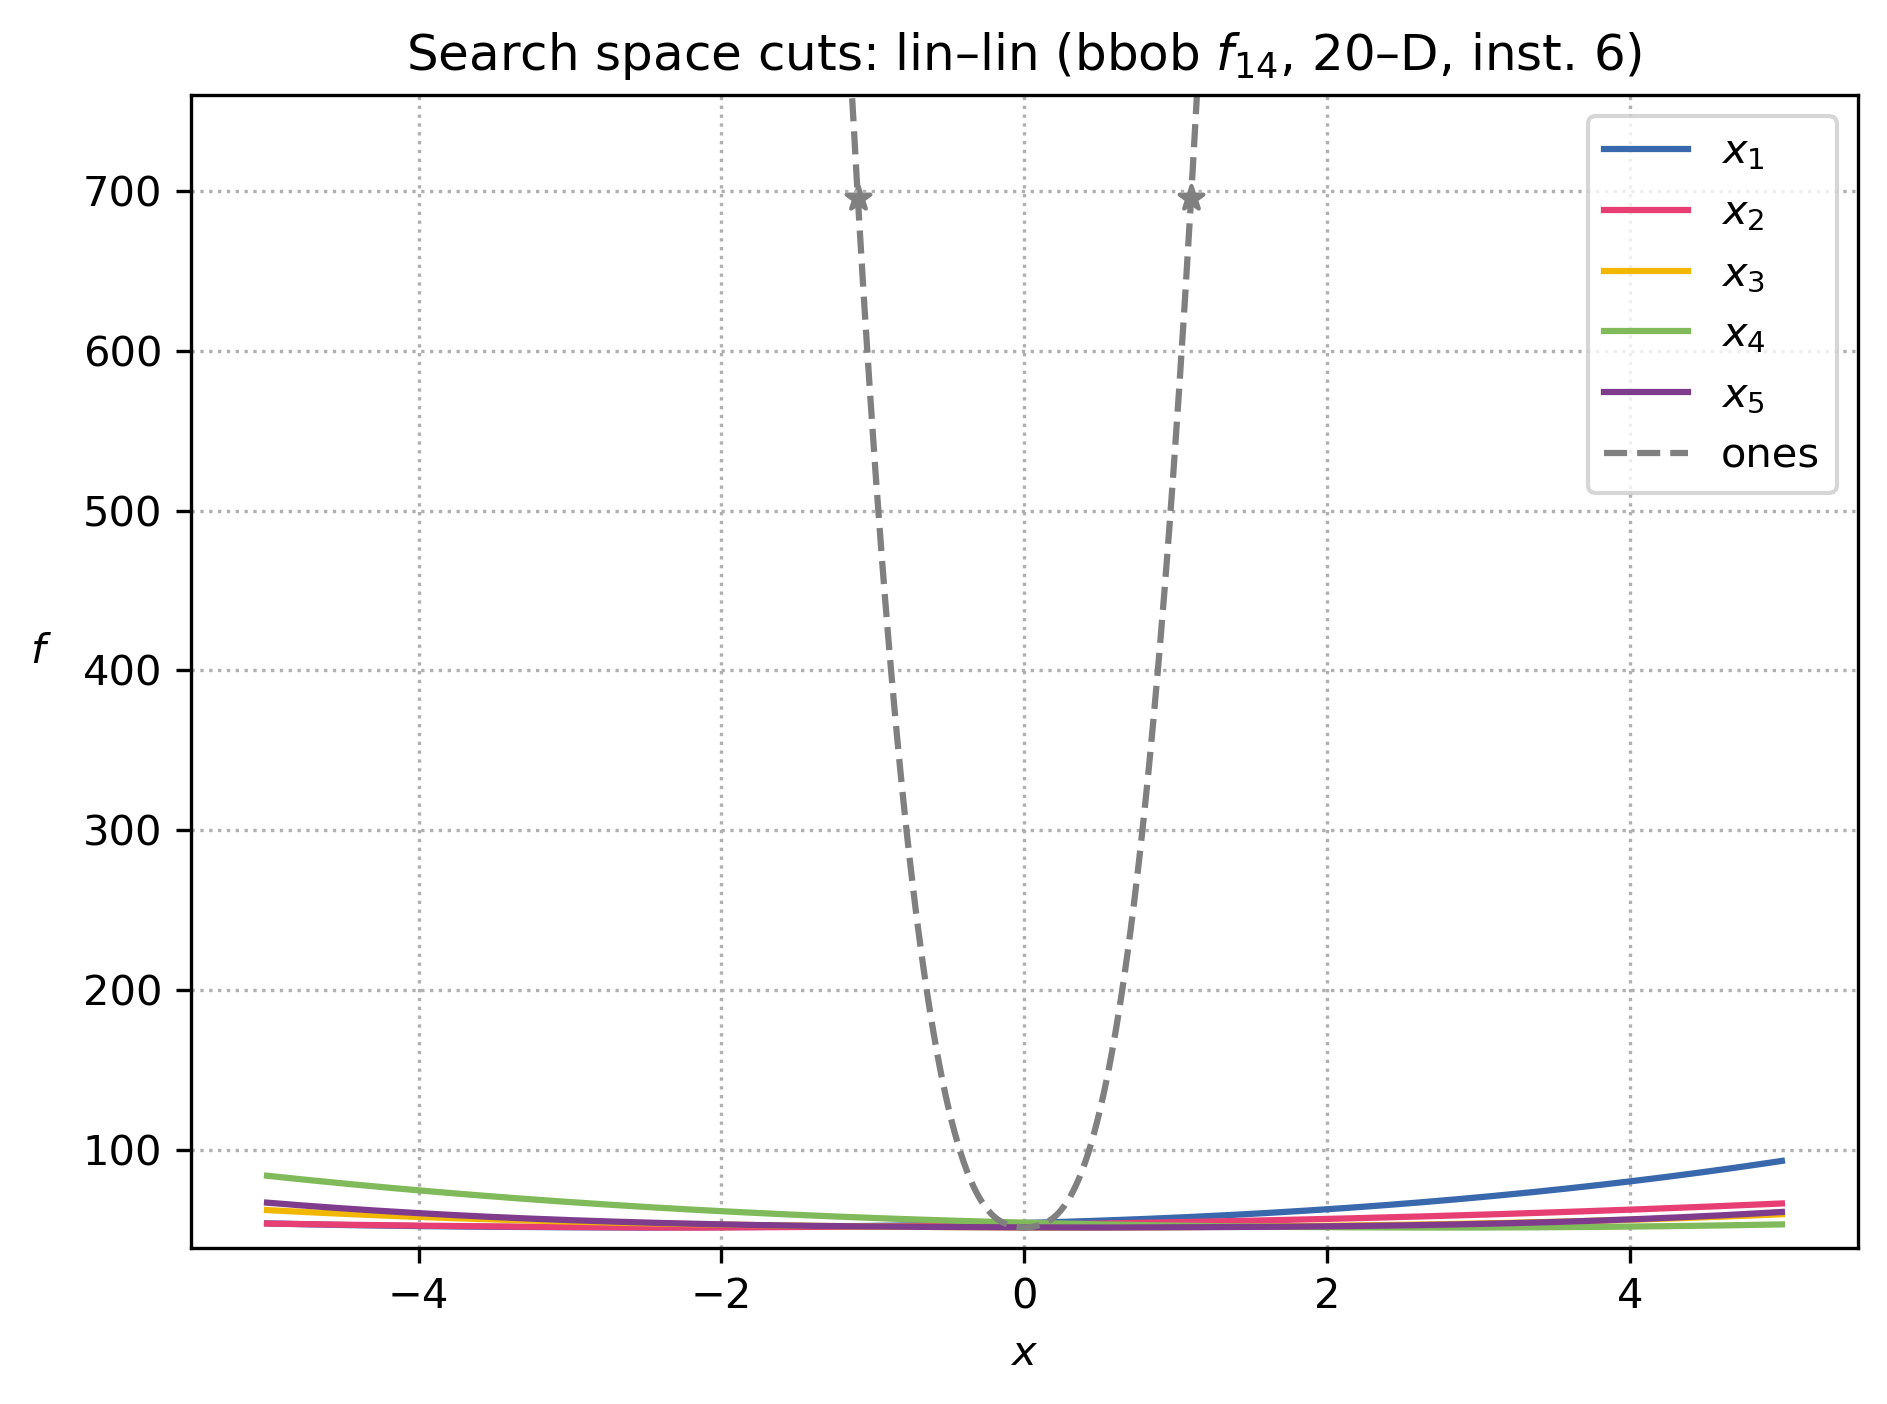 Search space cuts: lin–lin (bbob f14, 20–D, inst. 6)
x1
x2
x3
x4
x5
ones
700
600
500
400
300
200
100
f
−4 −2 0 2 4
x